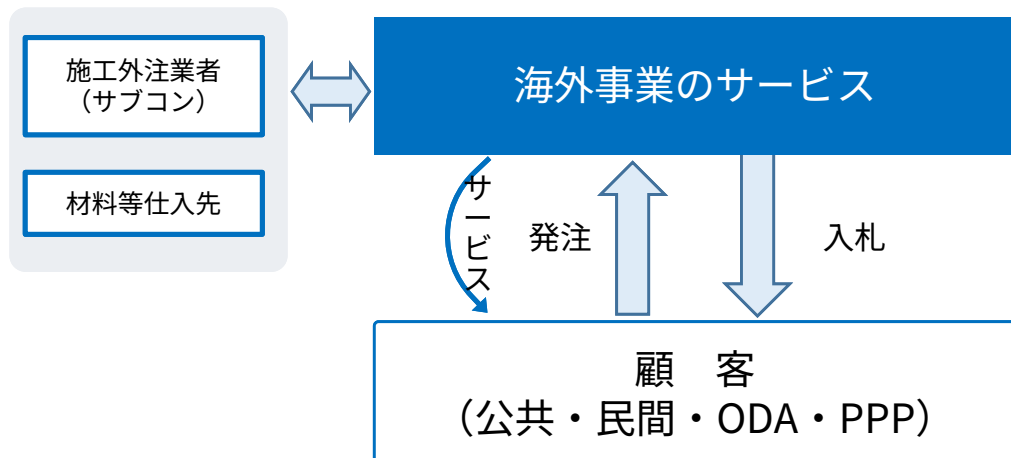 施工外注業者
（サブコン）
材料等仕入先
海外事業のサービス
サービス
発注
入札
顧　客
（公共・民間・ODA・PPP）